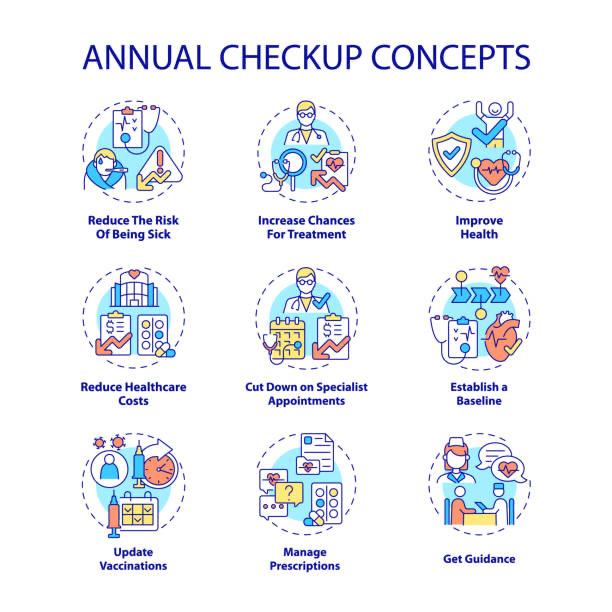 ANNUAL CHECKUP CONCEPTS
Reduce The Risk
Of Being Sick
Increase Chances
For Treatment
Improve
Health
Reduce Healthcare
Costs
Cut Down on Specialist
Appointments
Establish a
Baseline
Update
Vaccinations
Manage
Prescriptions
Get Guidance